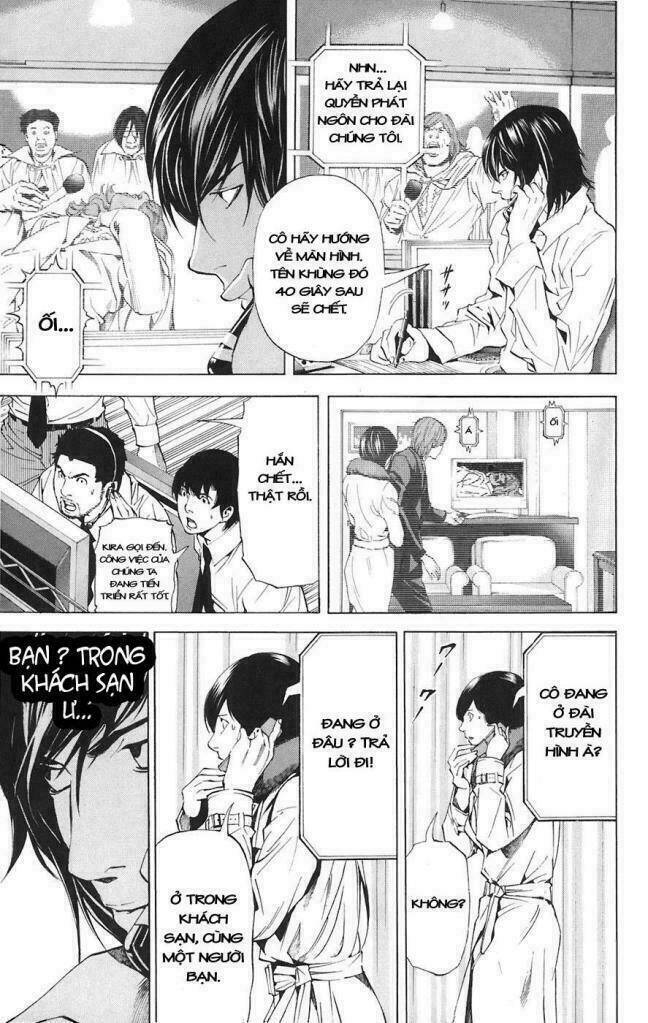 NHN...
HÃY TRẢ LẠI
QUYỀN PHÁT
NGÔN CHO ĐÀI
CHÚNG TÔI.
CÔ HÃY HƯỚNG
VỀ MÀN HÌNH.
TÊN KHÙNG ĐÓ
40 GIÂY SAU
SẼ CHẾT.
ỐI...
ỐI
Á
HẮN
CHẾT...
THẬT RỒI.
KIRA GỌI ĐẾN.
CÔNG VIỆC CỦA
CHÚNG TA
ĐANG TIẾN
TRIỂN RẤT TỐT.
CÔ ĐANG
Ở ĐÀI
TRUYỀN
HÌNH À?
KHÔNG?
ĐANG Ở
ĐÂU ? TRẢ
LỜI ĐI!
Ở TRONG
KHÁCH
SẠN, CÙNG
MỘT NGƯỜI
BẠN.
BẠN ? TRONG
KHÁCH SẠN
Ư...